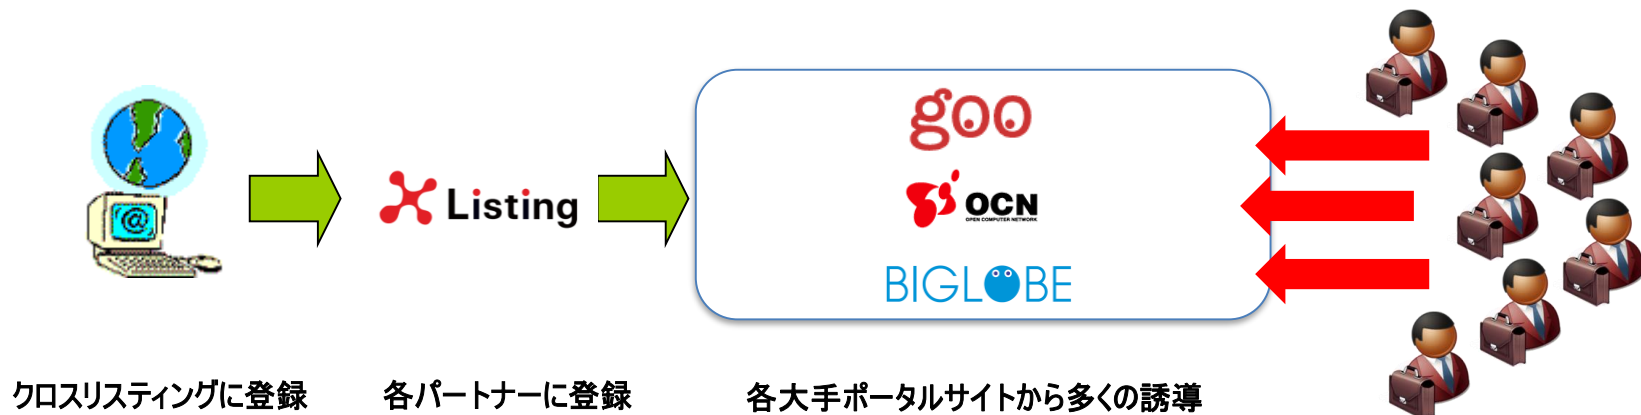 goo
Listing
OCN
OPEN COMPUTER NETWORK
BIGLOBE
@
クロスリスティングに登録
各パートナーに登録
各大手ポータルサイトから多くの誘導